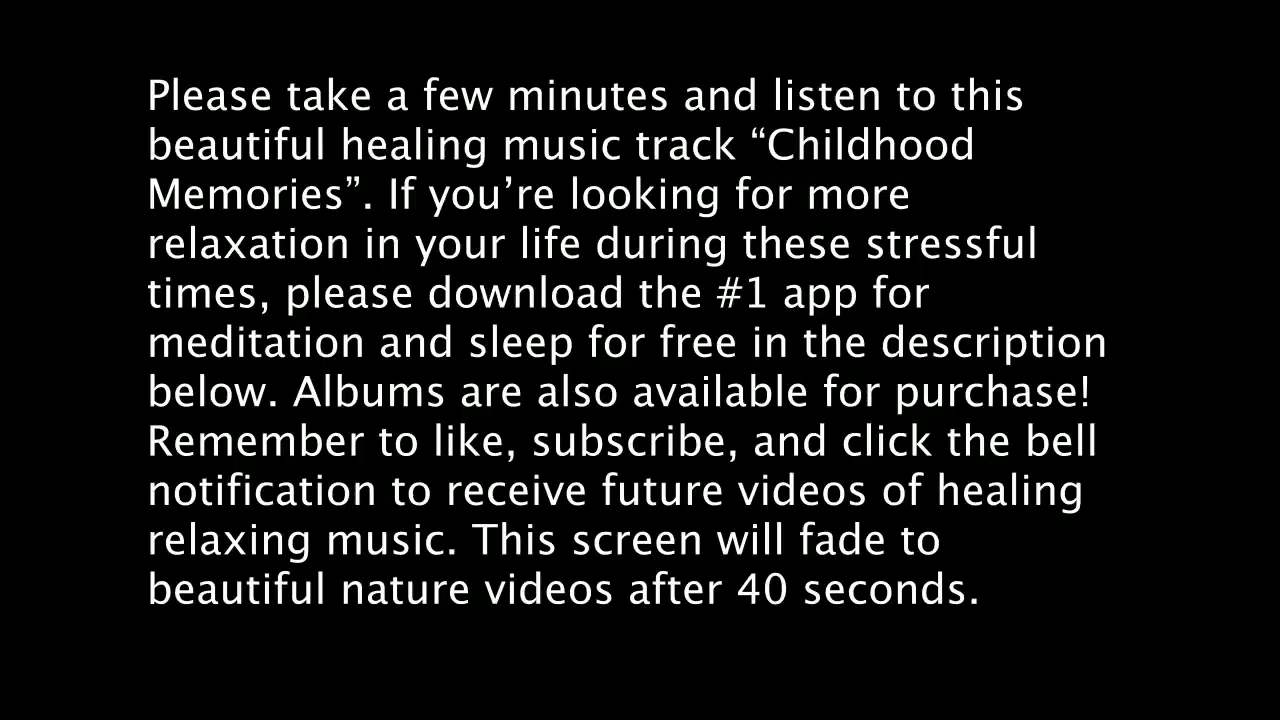 Please take a few minutes and listen to this
beautiful healing music track “Childhood
Memories”. If you’re looking for more
relaxation in your life during these stressful
times, please download the #1 app for
meditation and sleep for free in the description
below. Albums are also available for purchase!
Remember to like, subscribe, and click the bell
notification to receive future videos of healing
relaxing music. This screen will fade to
beautiful nature videos after 40 seconds.